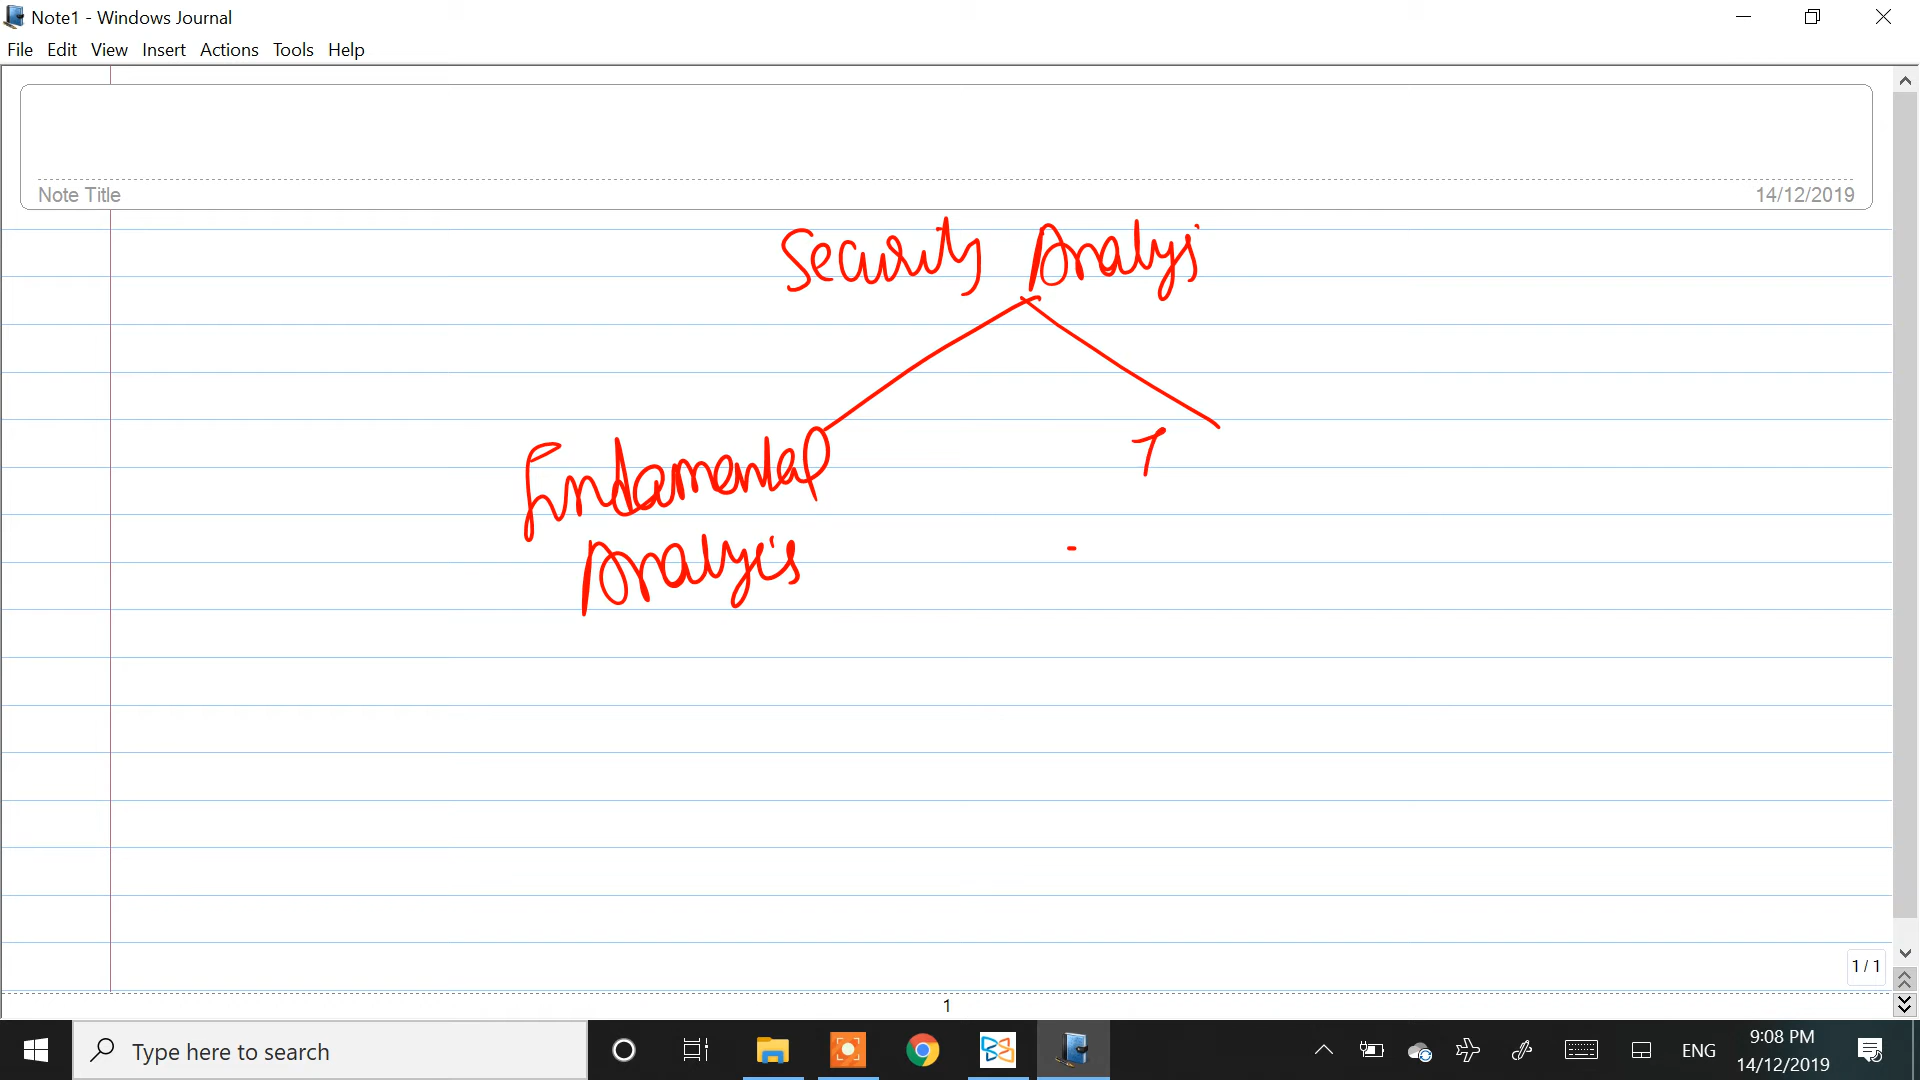 Note1 - Windows Journal
File Edit View Insert Actions Tools Help
Note Title 14/12/2019
Security Analysi
Fundamental T
Analysis
1 / 1
1
Type here to search ENG 9:08 PM
14/12/2019